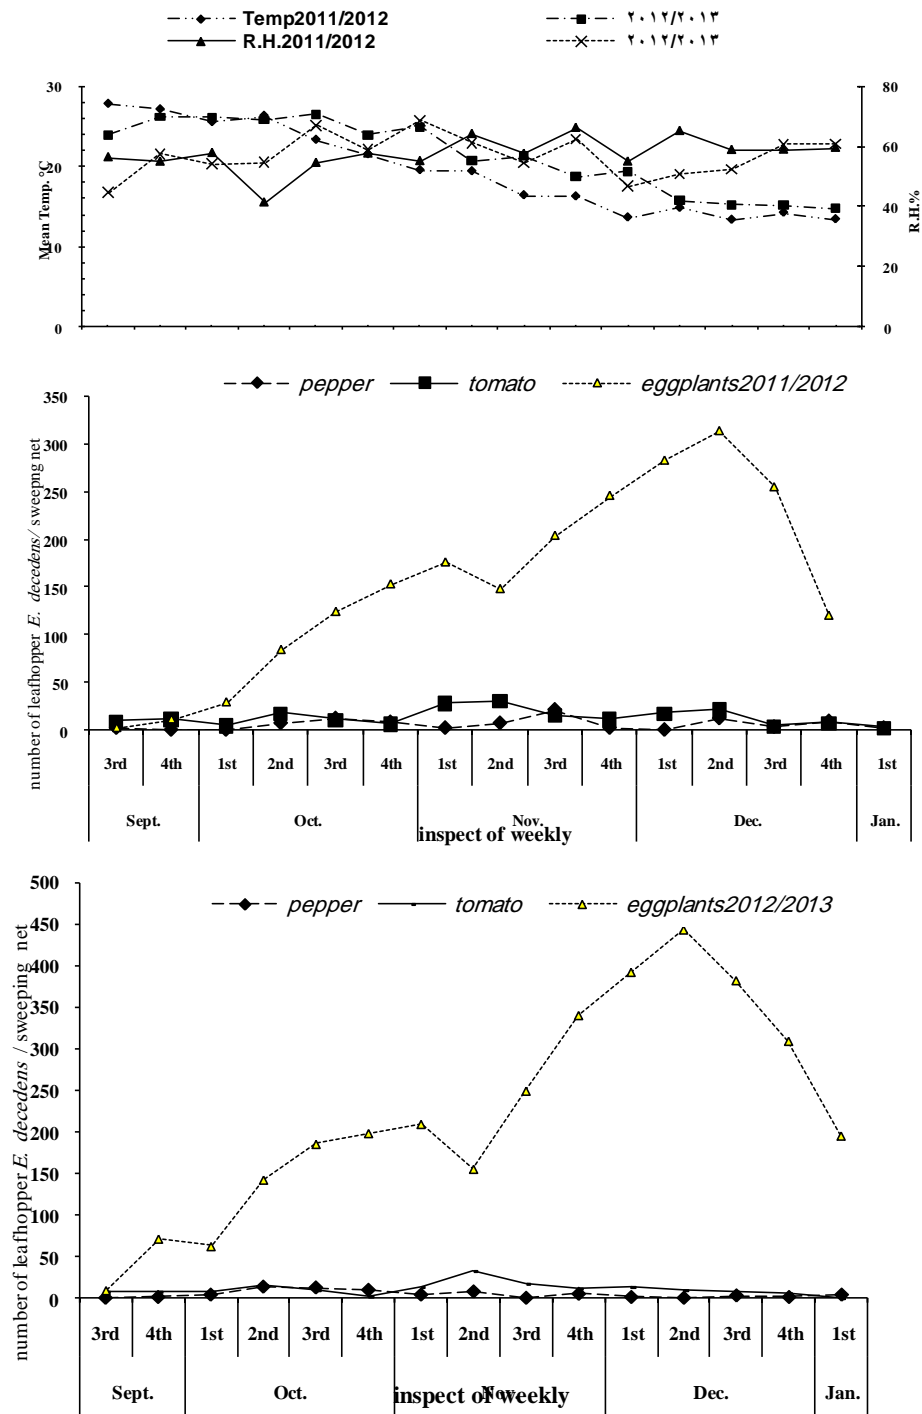 Temp2011/2012 ٢٠١٢/٢٠١٣
R.H.2011/2012 ٢٠١٢/٢٠١٣
Mean Temp. °C
30
20
10
0
R.H.%
80
60
40
20
0
pepper tomato eggplants2011/2012
number of leafhopper E. decedens/ sweepng net
350
300
250
200
150
100
50
0
3rd 4th 1st 2nd 3rd 4th 1st 2nd 3rd 4th 1st 2nd 3rd 4th 1st
Sept. Oct. Nov. Dec. Jan.
inspect of weekly
pepper tomato eggplants2012/2013
number of leafhopper E. decedens / sweeping net
500
450
400
350
300
250
200
150
100
50
0
3rd 4th 1st 2nd 3rd 4th 1st 2nd 3rd 4th 1st 2nd 3rd 4th 1st
Sept. Oct. Nov. Dec. Jan.
inspect of weekly